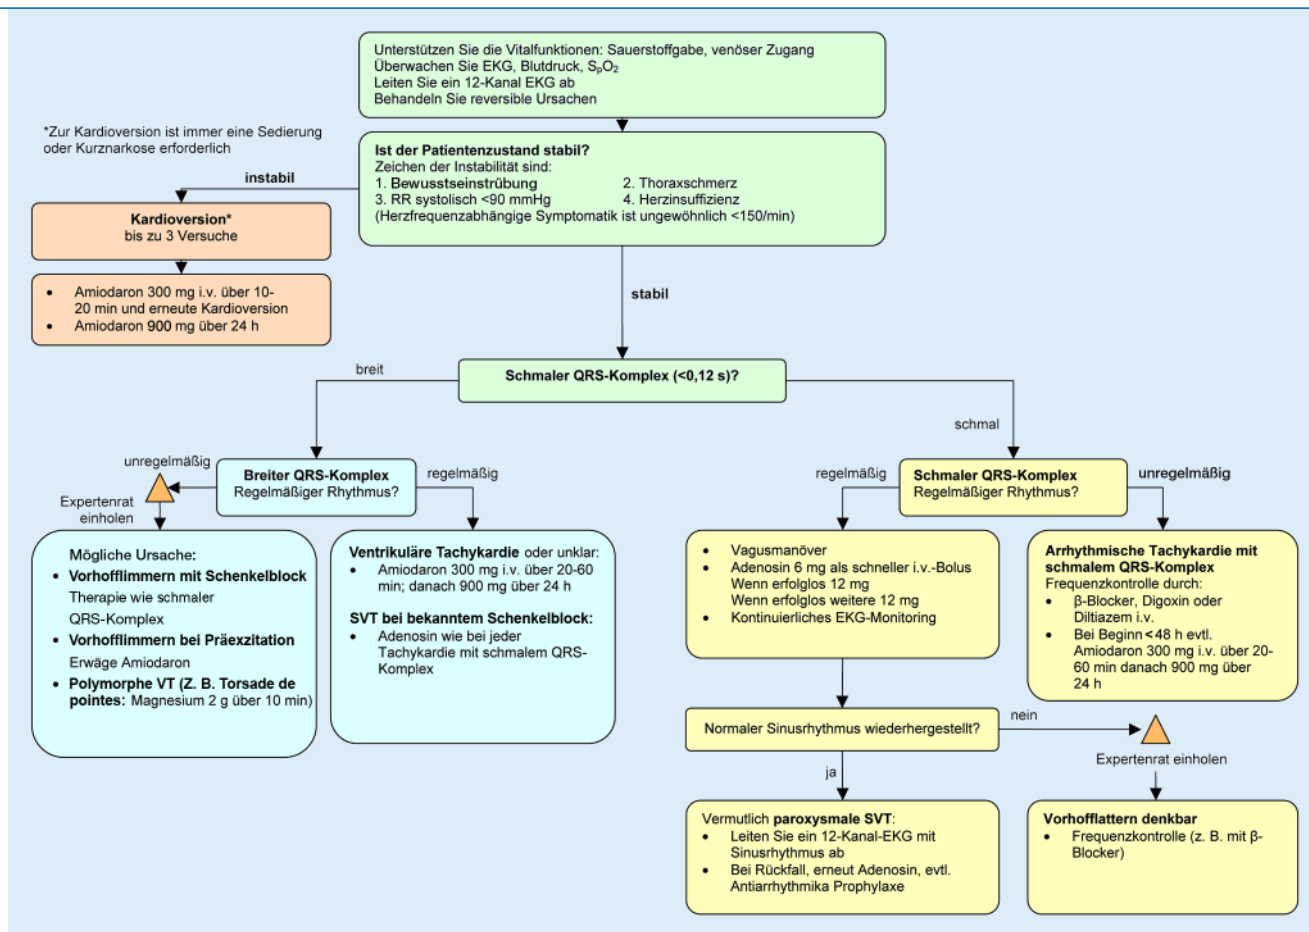 Unterstützen Sie die Vitalfunktionen: Sauerstoffgabe, venöser Zugang
Überwachen Sie EKG, Blutdruck, SpO2
Leiten Sie ein 12-Kanal EKG ab
Behandeln Sie reversible Ursachen
*Zur Kardioversion ist immer eine Sedierung
oder Kurznarkose erforderlich
Ist der Patientenzustand stabil?
Zeichen der Instabilität sind:
1. Bewusstseinstrübung 2. Thoraxschmerz
3. RR systolisch <90 mmHg 4. Herzinsuffizienz
(Herzfrequenzabhängige Symptomatik ist ungewöhnlich <150/min)
instabil
Kardioversion*
bis zu 3 Versuche
• Amiodaron 300 mg i.v. über 10-
20 min und erneute Kardioversion
• Amiodaron 900 mg über 24 h
stabil
Schmaler QRS-Komplex (<0,12 s)?
breit
schmal
unregelmäßig
Breiter QRS-Komplex
Regelmäßiger Rhythmus?
regelmäßig
Expertenrat
einholen
Mögliche Ursache:
• Vorhofflimmern mit Schenkelblock
Therapie wie schmaler
QRS-Komplex
• Vorhofflimmern bei Präexzitation
Erwäge Amiodaron
• Polymorphe VT (Z. B. Torsade de
pointes: Magnesium 2 g über 10 min)
Ventrikuläre Tachykardie oder unklar:
• Amiodaron 300 mg i.v. über 20-60
min; danach 900 mg über 24 h
SVT bei bekanntem Schenkelblock:
• Adenosin wie bei jeder
Tachykardie mit schmalem QRS-
Komplex
regelmäßig
Schmaler QRS-Komplex
Regelmäßiger Rhythmus?
unregelmäßig
• Vagusmanöver
• Adenosin 6 mg als schneller i.v.-Bolus
Wenn erfolglos 12 mg
Wenn erfolglos weitere 12 mg
• Kontinuierliches EKG-Monitoring
Arrhythmische Tachykardie mit
schmalem QRS-Komplex
Frequenzkontrolle durch:
• β-Blocker, Digoxin oder
Diltiazem i.v.
• Bei Beginn <48 h evtl.
Amiodaron 300 mg i.v. über 20-
60 min danach 900 mg über
24 h
Normaler Sinusrhythmus wiederhergestellt?
nein
Expertenrat einholen
ja
Vermutlich paroxysmale SVT:
• Leiten Sie ein 12-Kanal-EKG mit
Sinusrhythmus ab
• Bei Rückfall, erneut Adenosin, evtl.
Antiarrhythmika Prophylaxe
Vorhofflattern denkbar
• Frequenzkontrolle (z. B. mit β-
Blocker)